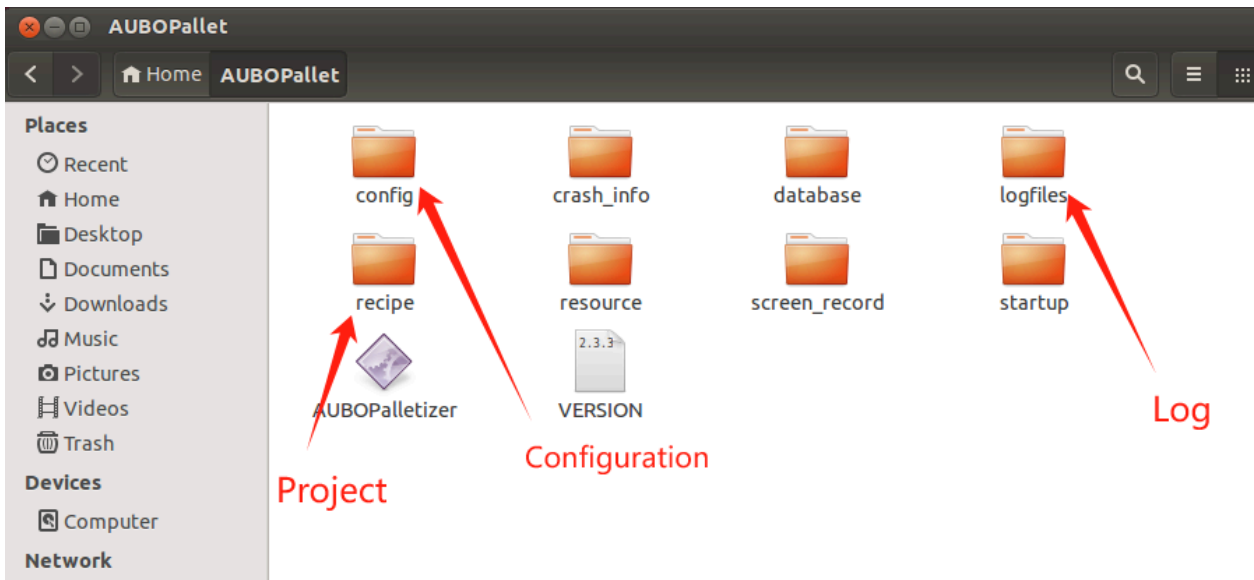 AUBOPallet
Home AUBOPallet
Places
Recent
Home
Desktop
Documents
Downloads
Music
Pictures
Videos
Trash
Devices
Computer
Network
config crash_info database logfiles
recipe resource screen_record startup
2.3.3
AUBOPalletizer VERSION
Project
Configuration
Log